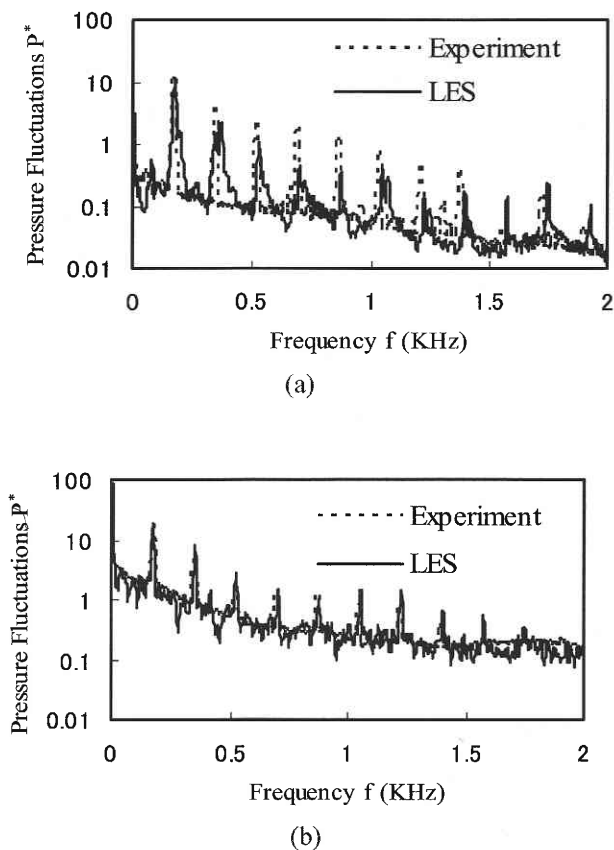 100
Experiment
10
LES
1
0.1
0.01
Pressure Fluctuations P*
0 0.5 1 1.5 2
Frequency f (KHz)
(a)
100
Experiment
10
LES
1
0.1
0.01
Pressure Fluctuations P*
0 0.5 1 1.5 2
Frequency f (KHz)
(b)